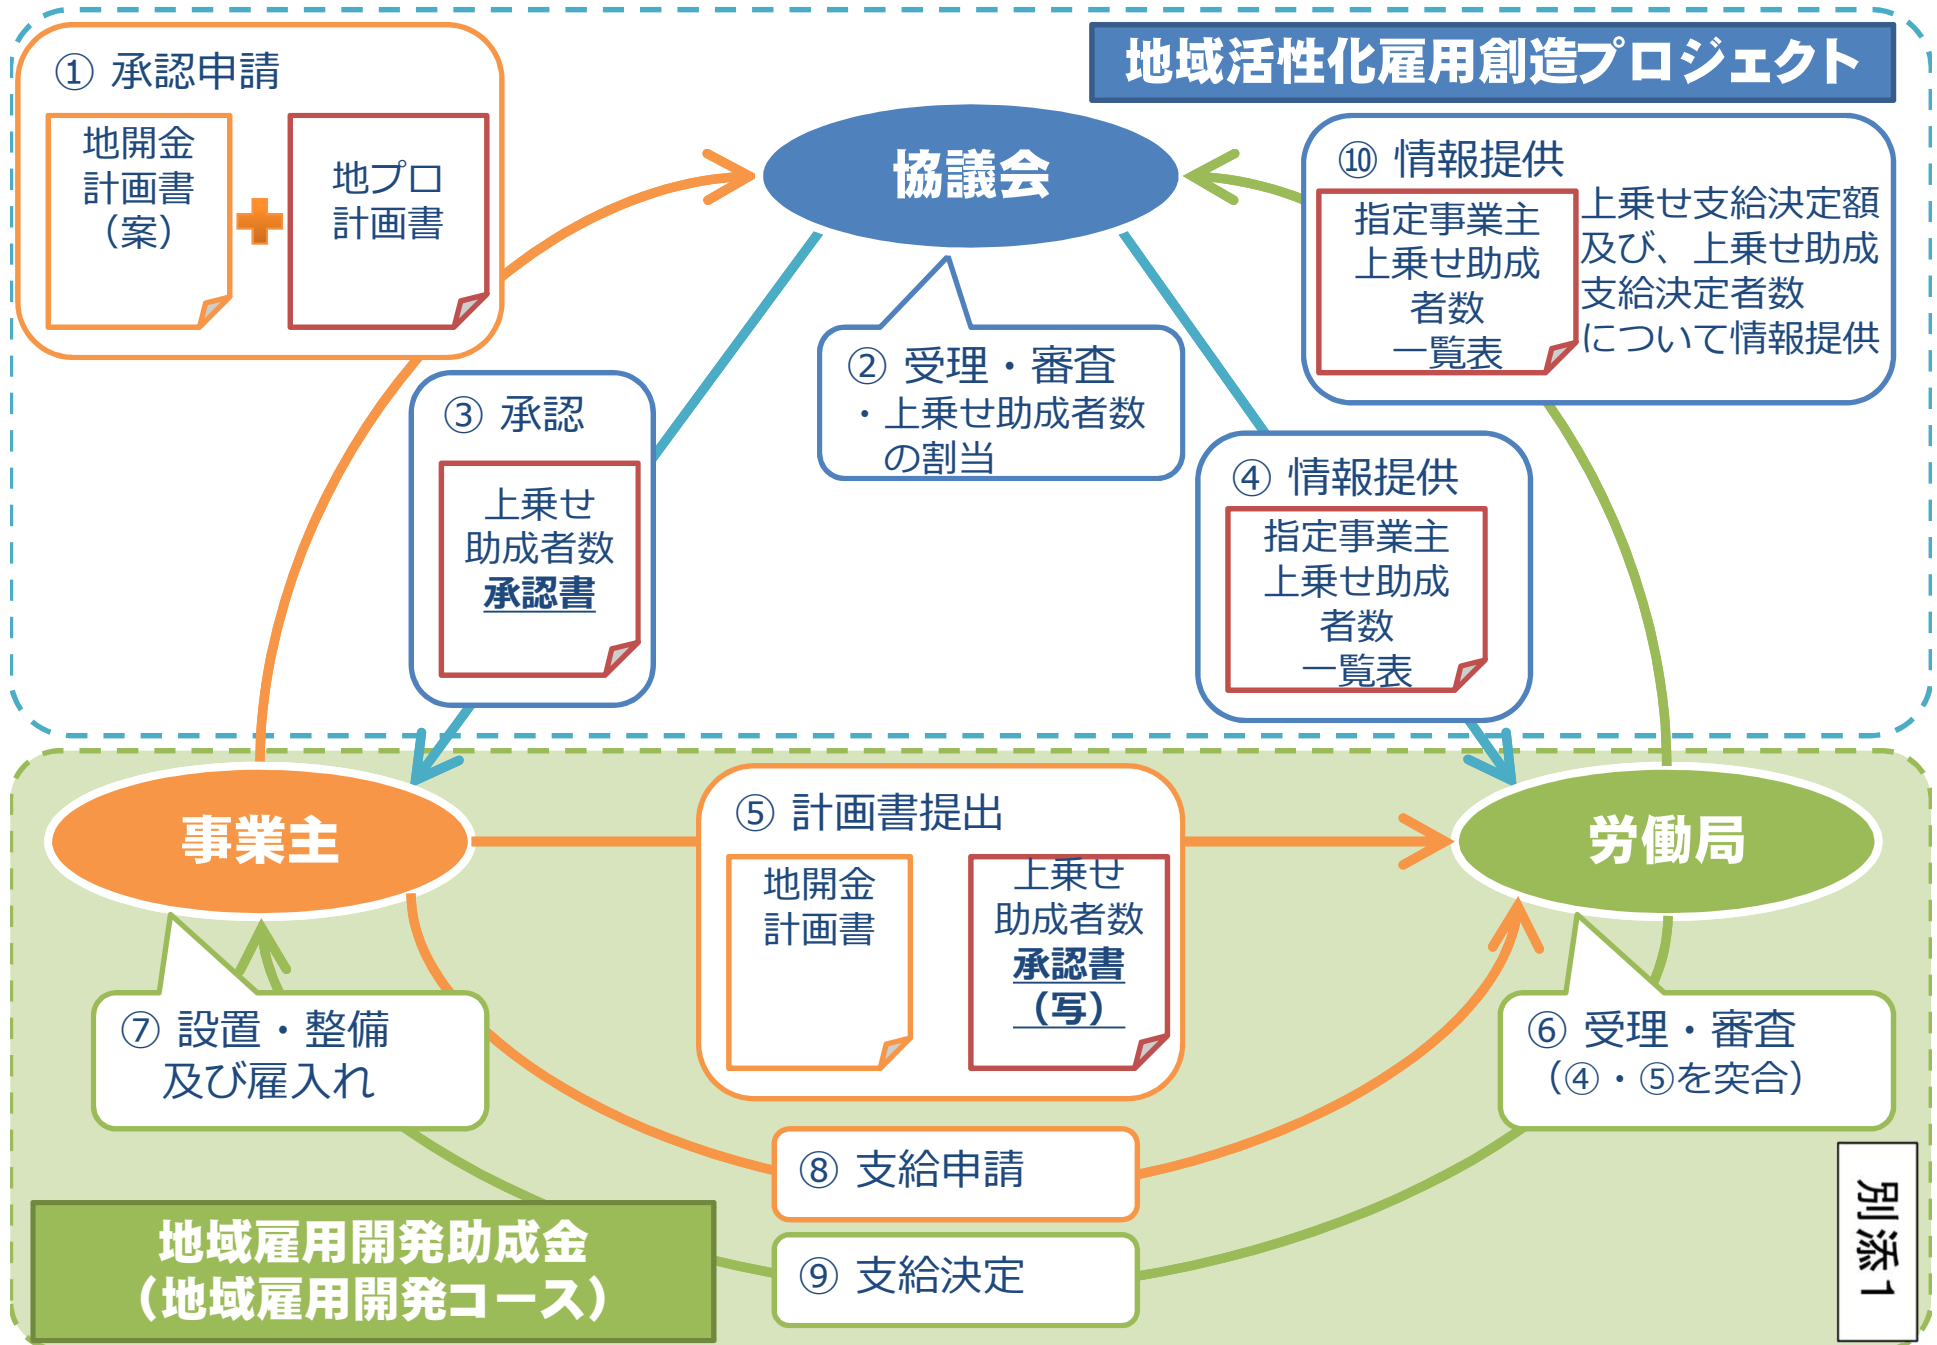 地域活性化雇用創造プロジェクト
① 承認申請
地開金
計画書
（案）
地プロ
計画書
協議会
⑩ 情報提供
指定事業主
上乗せ助成
者数
一覧表
上乗せ支給決定額
及び、上乗せ助成
支給決定者数
について情報提供
② 受理・審査
・上乗せ助成者数
の割当
③ 承認
上乗せ
助成者数
承認書
④ 情報提供
指定事業主
上乗せ助成
者数
一覧表
事業主
⑤ 計画書提出
地開金
計画書
上乗せ
助成者数
承認書
（写）
労働局
⑥ 受理・審査
（④・⑤を突合）
⑦ 設置・整備
及び雇入れ
⑧ 支給申請
⑨ 支給決定
地域雇用開発助成金
（地域雇用開発コース）
別添1